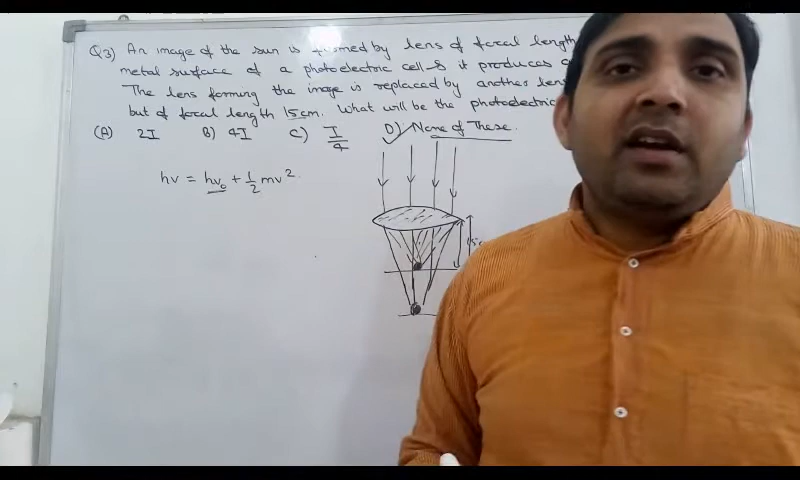 Q3) An image of the sun is formed by lens of focal length
metal surface of a photoelectric cell & it produces a
The lens forming the image is replaced by another lens
but of focal length 15cm. What will be the photoelectric
(A) 2I B) 4I C) I/4 D) None of These.
hν = hν₀ + 1/2 mv².